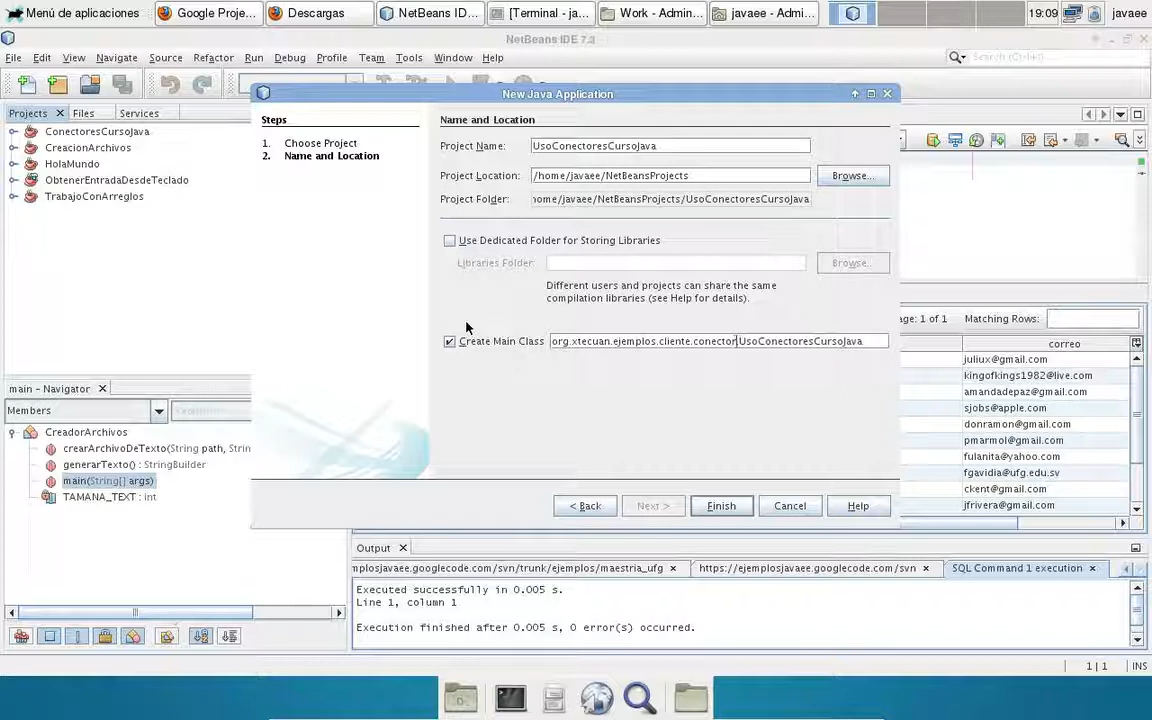 Menú de aplicaciones
Google Proje...
Descargas
NetBeans ID...
[Terminal - ja...
Work - Admin...
javaee - Admi...
19:09
javaee
NetBeans IDE 7.3
File Edit View Navigate Source Refactor Run Debug Profile Team Tools Window Help
Search (Ctrl+I)
Projects
Files
Services
ConectoresCursoJava
CreacionArchivos
HolaMundo
ObtenerEntradaDesdeTeclado
TrabajoConArreglos
New Java Application
Steps
1. Choose Project
2. Name and Location
Name and Location
Project Name: UsoConectoresCursoJava
Project Location: /home/javaee/NetBeansProjects Browse...
Project Folder: ıome/javaee/NetBeansProjects/UsoConectoresCursoJava
Use Dedicated Folder for Storing Libraries
Libraries Folder: Browse...
Different users and projects can share the same
compilation libraries (see Help for details).
Create Main Class org.xtecuan.ejemplos.cliente.conector.UsoConectoresCursoJava
< Back Next > Finish Cancel Help
age: 1 of 1 Matching Rows:
correo
juliux@gmail.com
kingofkings1982@live.com
amandadepaz@gmail.com
sjobs@apple.com
donramon@gmail.com
pmarmol@gmail.com
fulanita@yahoo.com
fgavidia@ufg.edu.sv
ckent@gmail.com
jfrivera@gmail.com
main - Navigator
Members
CreadorArchivos
crearArchivoDeTexto(String path, Strin
generarTexto() : StringBuilder
main(String[] args)
TAMANA_TEXT : int
Output
mplosjavaee.googlecode.com/svn/trunk/ejemplos/maestria_ufg
https://ejemplosjavaee.googlecode.com/svn
SQL Command 1 execution
Executed successfully in 0.005 s.
Line 1, column 1
Execution finished after 0.005 s, 0 error(s) occurred.
1|1 INS